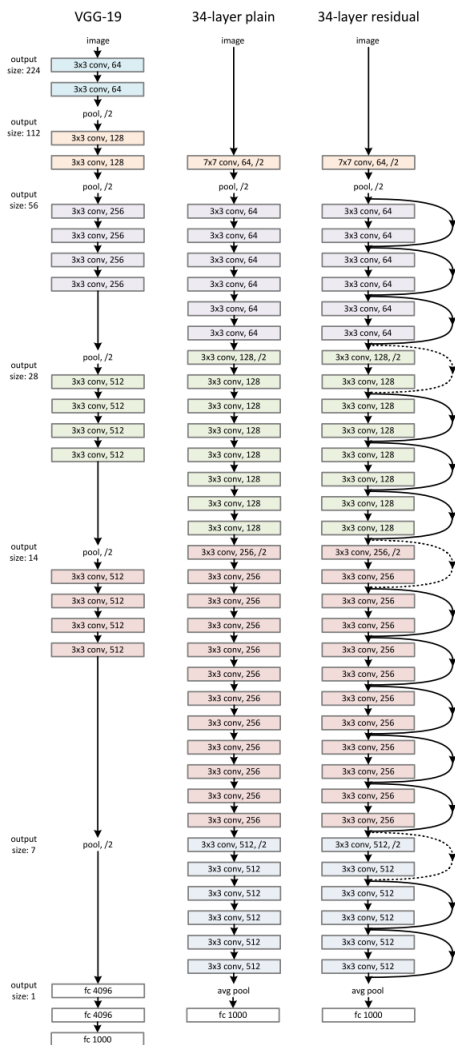 output
size: 224
output
size: 112
output
size: 56
output
size: 28
output
size: 14
output
size: 7
output
size: 1
VGG-19
image
3x3 conv, 64
3x3 conv, 64
pool, /2
3x3 conv, 128
3x3 conv, 128
pool, /2
3x3 conv, 256
3x3 conv, 256
3x3 conv, 256
3x3 conv, 256
pool, /2
3x3 conv, 512
3x3 conv, 512
3x3 conv, 512
3x3 conv, 512
pool, /2
3x3 conv, 512
3x3 conv, 512
3x3 conv, 512
3x3 conv, 512
pool, /2
fc 4096
fc 4096
fc 1000
34-layer plain
image
7x7 conv, 64, /2
pool, /2
3x3 conv, 64
3x3 conv, 64
3x3 conv, 64
3x3 conv, 64
3x3 conv, 64
3x3 conv, 64
3x3 conv, 128, /2
3x3 conv, 128
3x3 conv, 128
3x3 conv, 128
3x3 conv, 128
3x3 conv, 128
3x3 conv, 128
3x3 conv, 128
3x3 conv, 256, /2
3x3 conv, 256
3x3 conv, 256
3x3 conv, 256
3x3 conv, 256
3x3 conv, 256
3x3 conv, 256
3x3 conv, 256
3x3 conv, 256
3x3 conv, 256
3x3 conv, 256
3x3 conv, 256
3x3 conv, 512, /2
3x3 conv, 512
3x3 conv, 512
3x3 conv, 512
3x3 conv, 512
3x3 conv, 512
avg pool
fc 1000
34-layer residual
image
7x7 conv, 64, /2
pool, /2
3x3 conv, 64
3x3 conv, 64
3x3 conv, 64
3x3 conv, 64
3x3 conv, 64
3x3 conv, 64
3x3 conv, 128, /2
3x3 conv, 128
3x3 conv, 128
3x3 conv, 128
3x3 conv, 128
3x3 conv, 128
3x3 conv, 128
3x3 conv, 128
3x3 conv, 256, /2
3x3 conv, 256
3x3 conv, 256
3x3 conv, 256
3x3 conv, 256
3x3 conv, 256
3x3 conv, 256
3x3 conv, 256
3x3 conv, 256
3x3 conv, 256
3x3 conv, 256
3x3 conv, 256
3x3 conv, 512, /2
3x3 conv, 512
3x3 conv, 512
3x3 conv, 512
3x3 conv, 512
3x3 conv, 512
avg pool
fc 1000